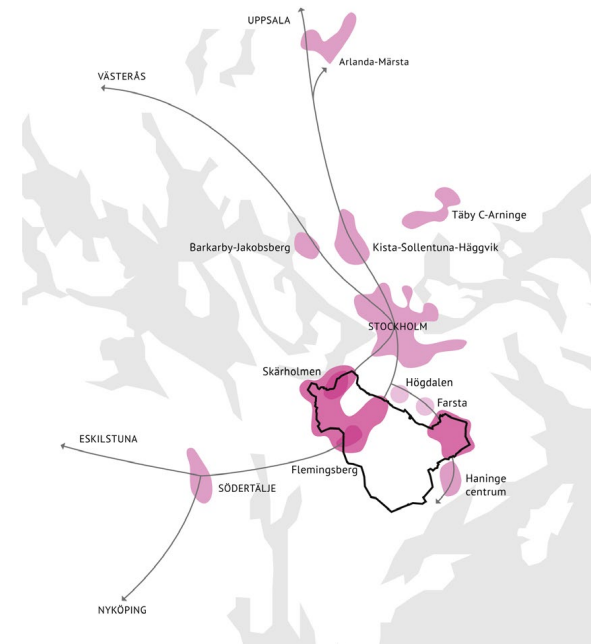 UPPSALA
Arlanda-Märsta
VÄSTERÅS
Täby C-Arninge
Barkarby-Jakobsberg
Kista-Sollentuna-Häggvik
STOCKHOLM
Skärholmen
Högdalen
Farsta
ESKILSTUNA
Flemingsberg
Haninge
centrum
SÖDERTÄLJE
NYKÖPING